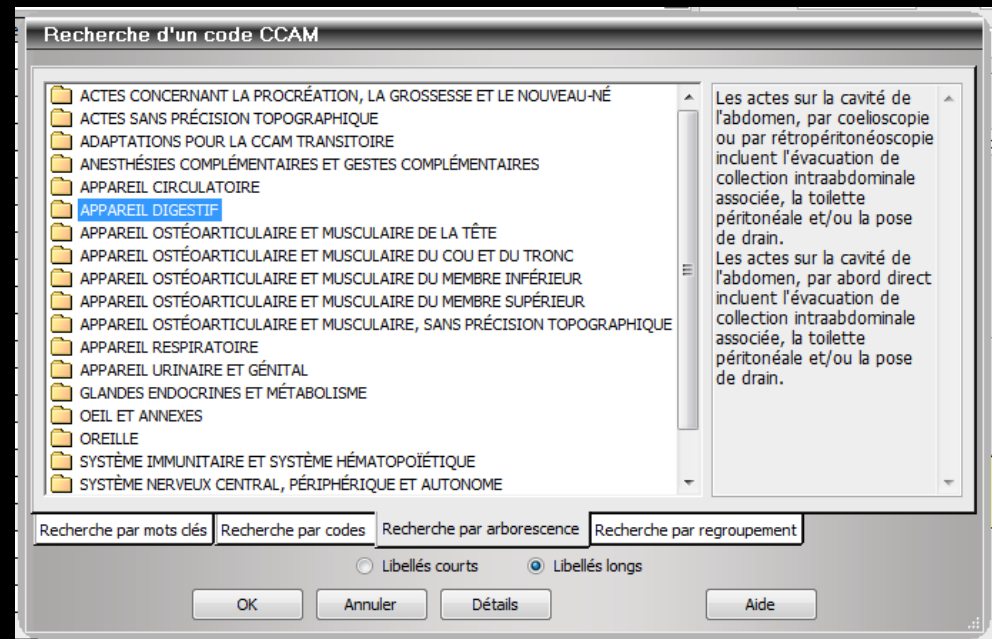 Recherche d'un code CCAM
ACTES CONCERNANT LA PROCRÉATION, LA GROSSESSE ET LE NOUVEAU-NÉ
ACTES SANS PRÉCISION TOPOGRAPHIQUE
ADAPTATIONS POUR LA CCAM TRANSITOIRE
ANESTHÉSIES COMPLÉMENTAIRES ET GESTES COMPLÉMENTAIRES
APPAREIL CIRCULATOIRE
APPAREIL DIGESTIF
APPAREIL OSTÉOARTICULAIRE ET MUSCULAIRE DE LA TÊTE
APPAREIL OSTÉOARTICULAIRE ET MUSCULAIRE DU COU ET DU TRONC
APPAREIL OSTÉOARTICULAIRE ET MUSCULAIRE DU MEMBRE INFÉRIEUR
APPAREIL OSTÉOARTICULAIRE ET MUSCULAIRE DU MEMBRE SUPÉRIEUR
APPAREIL OSTÉOARTICULAIRE ET MUSCULAIRE, SANS PRÉCISION TOPOGRAPHIQUE
APPAREIL RESPIRATOIRE
APPAREIL URINAIRE ET GÉNITAL
GLANDES ENDOCRINES ET MÉTABOLISME
OEIL ET ANNEXES
OREILLE
SYSTÈME IMMUNITAIRE ET SYSTÈME HÉMATOPOÏÉTIQUE
SYSTÈME NERVEUX CENTRAL, PÉRIPHÉRIQUE ET AUTONOME
Les actes sur la cavité de
l'abdomen, par coelioscopie
ou par rétropéritonéoscopie
incluent l'évacuation de
collection intraabdominale
associée, la toilette
péritonéale et/ou la pose
de drain.
Les actes sur la cavité de
l'abdomen, par abord direct
incluent l'évacuation de
collection intraabdominale
associée, la toilette
péritonéale et/ou la pose
de drain.
Recherche par mots clés
Recherche par codes
Recherche par arborescence
Recherche par regroupement
Libellés courts
Libellés longs
OK
Annuler
Détails
Aide